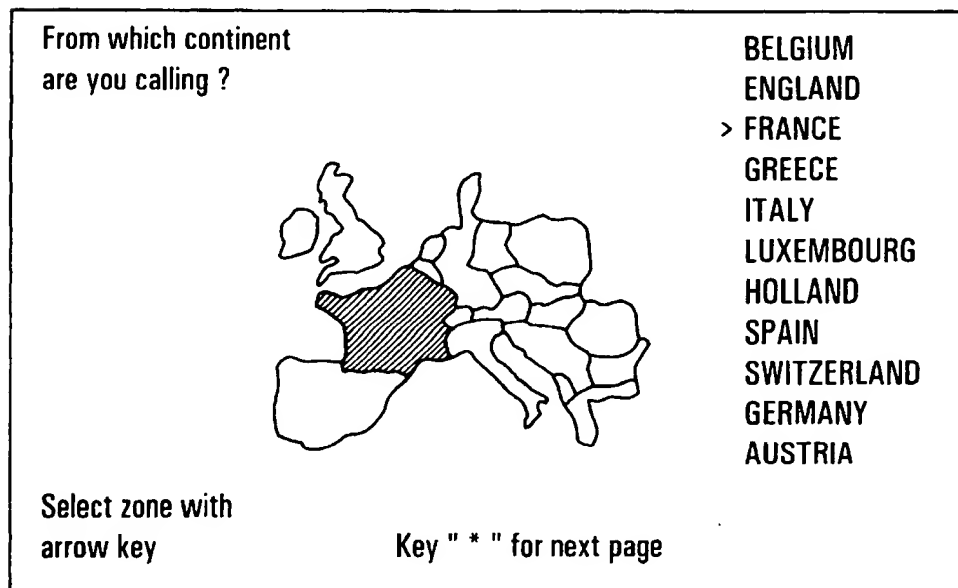 From which continent
are you calling ?
BELGIUM
ENGLAND
> FRANCE
GREECE
ITALY
LUXEMBOURG
HOLLAND
SPAIN
SWITZERLAND
GERMANY
AUSTRIA
Select zone with
arrow key
Key " * " for next page